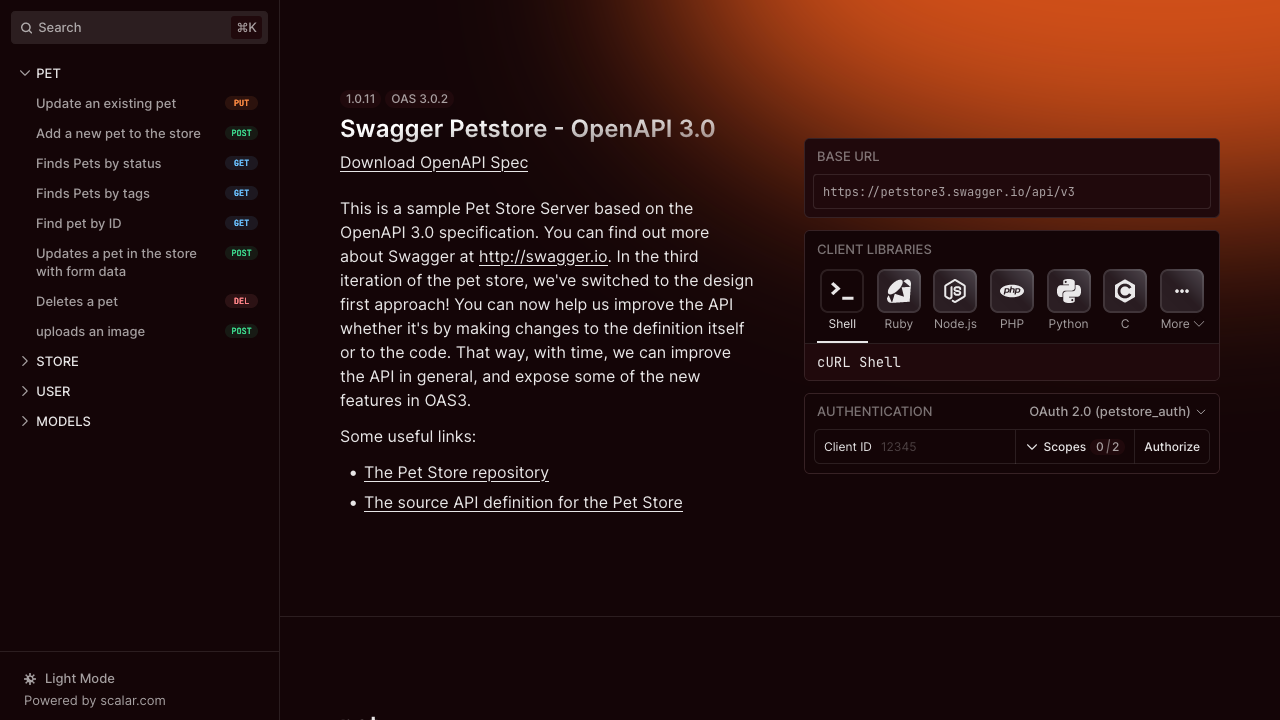 Search ⌘K
PET
Update an existing pet PUT
Add a new pet to the store POST
Finds Pets by status GET
Finds Pets by tags GET
Find pet by ID GET
Updates a pet in the store POST
with form data
Deletes a pet DEL
uploads an image POST
STORE
USER
MODELS
Light Mode
Powered by scalar.com
1.0.11 OAS 3.0.2
Swagger Petstore - OpenAPI 3.0
Download OpenAPI Spec
This is a sample Pet Store Server based on the
OpenAPI 3.0 specification. You can find out more
about Swagger at http://swagger.io. In the third
iteration of the pet store, we've switched to the design
first approach! You can now help us improve the API
whether it's by making changes to the definition itself
or to the code. That way, with time, we can improve
the API in general, and expose some of the new
features in OAS3.
Some useful links:
• The Pet Store repository
• The source API definition for the Pet Store
BASE URL
https://petstore3.swagger.io/api/v3
CLIENT LIBRARIES
Shell Ruby Node.js PHP Python C More
cURL Shell
AUTHENTICATION OAuth 2.0 (petstore_auth)
Client ID 12345 Scopes 0/2 Authorize